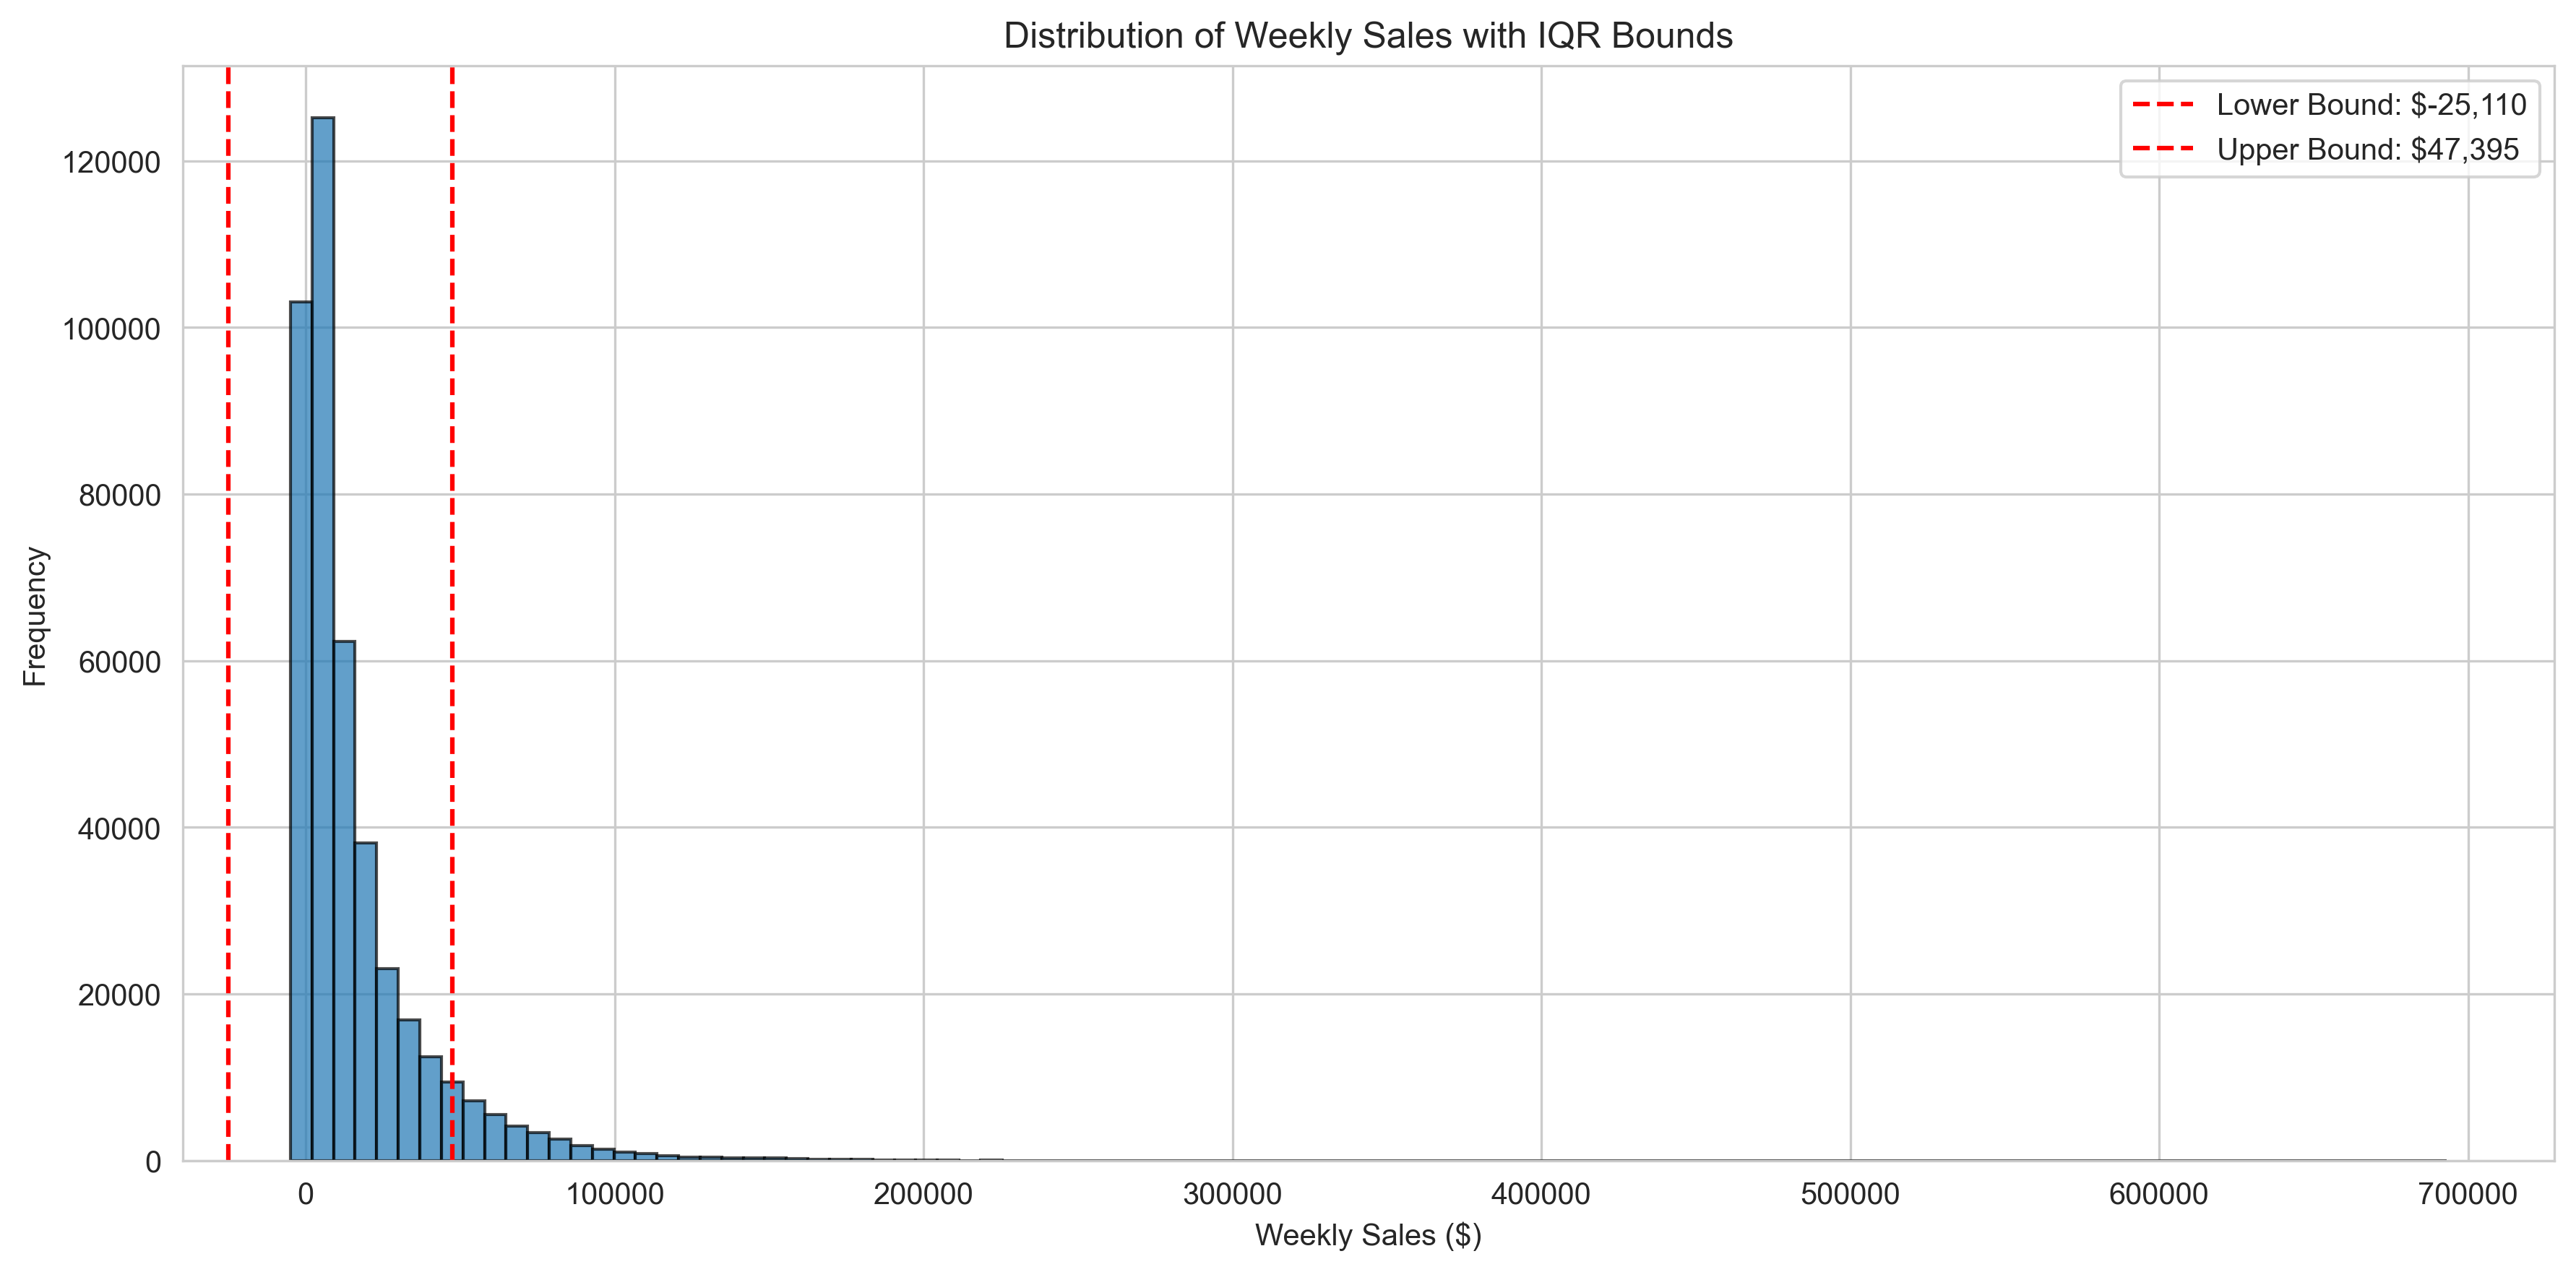 Distribution of Weekly Sales with IQR Bounds
Lower Bound: $-25,110
Upper Bound: $47,395
Frequency
120000
100000
80000
60000
40000
20000
0
0 100000 200000 300000 400000 500000 600000 700000
Weekly Sales ($)